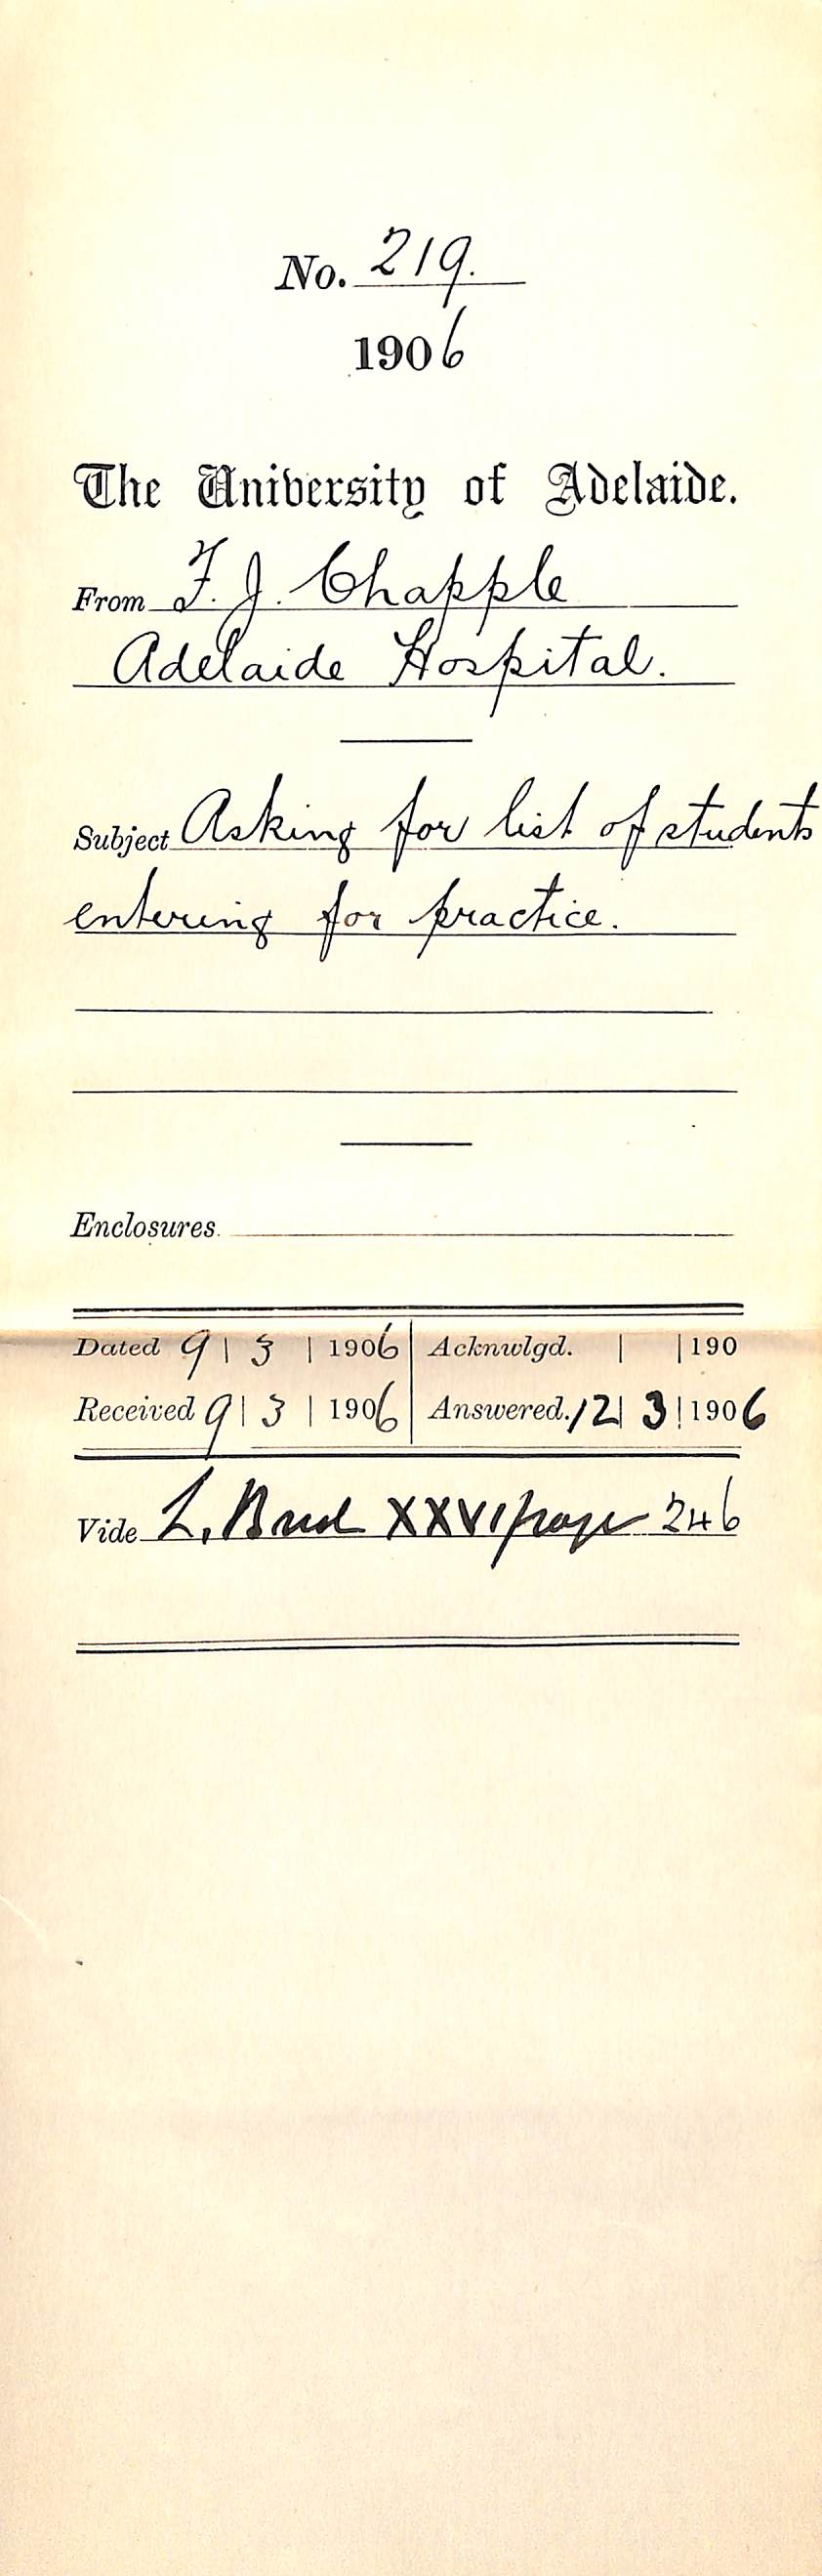 No. 219.
1906
The University of Adelaide.
From F. J. Chapple
Adelaide Hospital.
Subject Asking for list of students
entering for practice.
Enclosures
Dated 9 | 3 | 1906 Acknwlgd. | | 190
Received 9 | 3 | 1906 Answered. 12 | 3 | 1906
Vide L. XXVI page 246